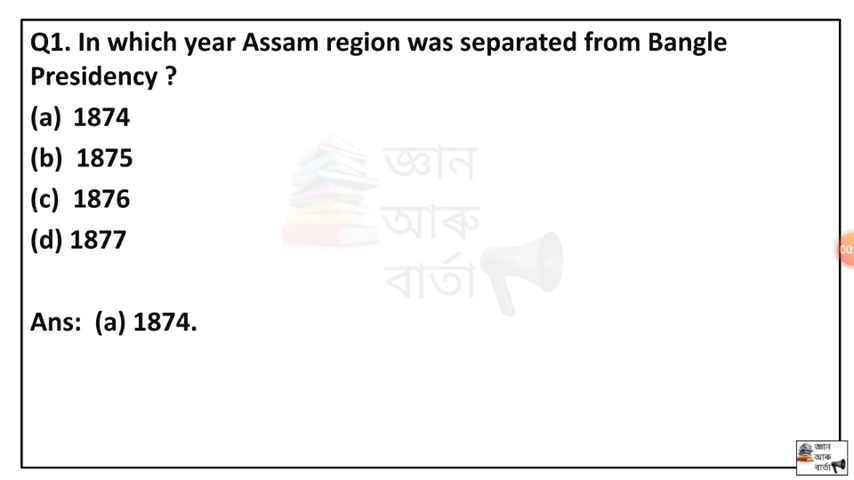 Q1. In which year Assam region was separated from Bangle
Presidency ?
(a) 1874
(b) 1875
(c) 1876
(d) 1877
Ans: (a) 1874.
জ্ঞান
আৰু
বাৰ্তা
00
জ্ঞান
আৰু
বাৰ্তা